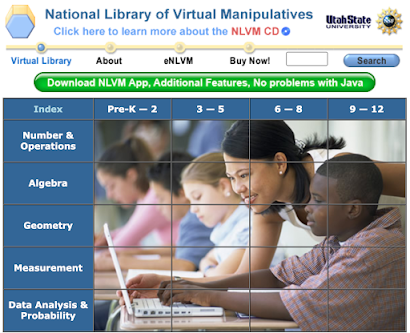 National Library of Virtual Manipulatives
Click here to learn more about the NLVM CD
UtahState
UNIVERSITY
Virtual Library
About
eNLVM
Buy Now!
Search
Download NLVM App, Additional Features, No problems with Java
Index
Pre-K — 2
3 — 5
6 — 8
9 — 12
Number &
Operations
Algebra
Geometry
Measurement
Data Analysis &
Probability